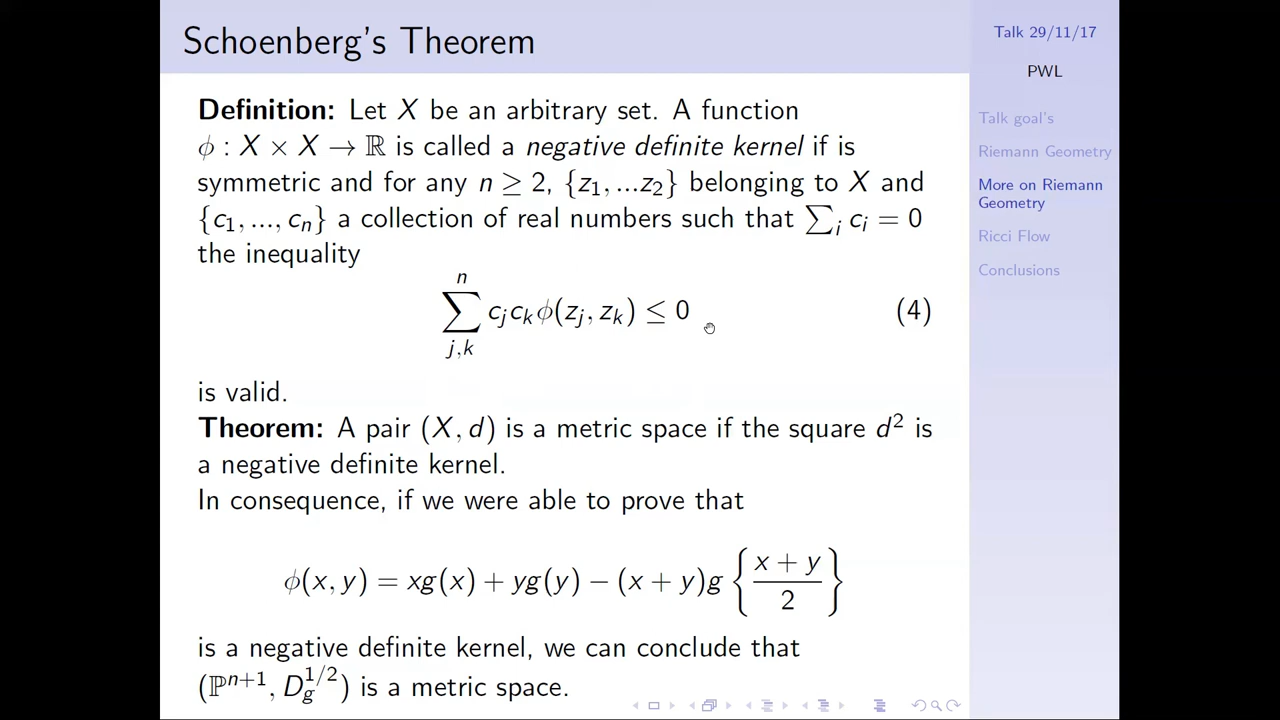 Schoenberg's Theorem
Definition: Let X be an arbitrary set. A function
ϕ : X × X → ℝ is called a negative definite kernel if is
symmetric and for any n ≥ 2, {z₁, ...z₂} belonging to X and
{c₁, ..., cₙ} a collection of real numbers such that ∑ᵢ cᵢ = 0
the inequality
n
∑ cⱼcₖϕ(zⱼ, zₖ) ≤ 0 (4)
j,k
is valid.
Theorem: A pair (X, d) is a metric space if the square d² is
a negative definite kernel.
In consequence, if we were able to prove that
ϕ(x, y) = xg(x) + yg(y) − (x + y)g { (x + y)/2 }
is a negative definite kernel, we can conclude that
(ℙⁿ⁺¹, D_g^{1/2}) is a metric space.
Talk 29/11/17
PWL
Talk goal's
Riemann Geometry
More on Riemann
Geometry
Ricci Flow
Conclusions